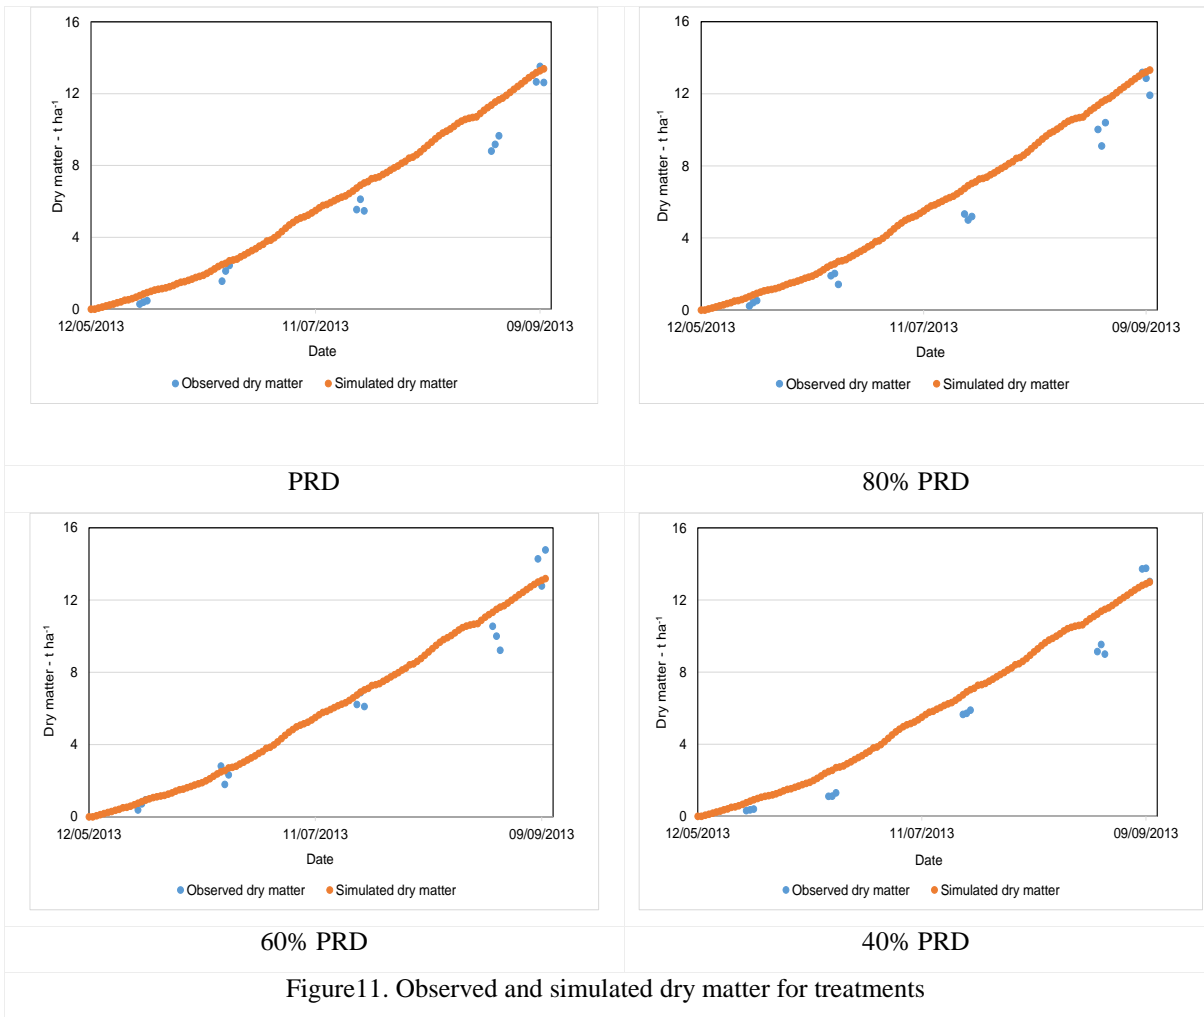 16
12
8
4
0
Dry matter - t ha-1
12/05/2013 11/07/2013 09/09/2013
Date
Observed dry matter Simulated dry matter
PRD
16
12
8
4
0
Dry matter - t ha-1
12/05/2013 11/07/2013 09/09/2013
Date
Observed dry matter Simulated dry matter
80% PRD
16
12
8
4
0
Dry matter - t ha-1
12/05/2013 11/07/2013 09/09/2013
Date
Observed dry matter Simulated dry matter
60% PRD
16
12
8
4
0
Dry matter - t ha-1
12/05/2013 11/07/2013 09/09/2013
Date
Observed dry matter Simulated dry matter
40% PRD
Figure11. Observed and simulated dry matter for treatments